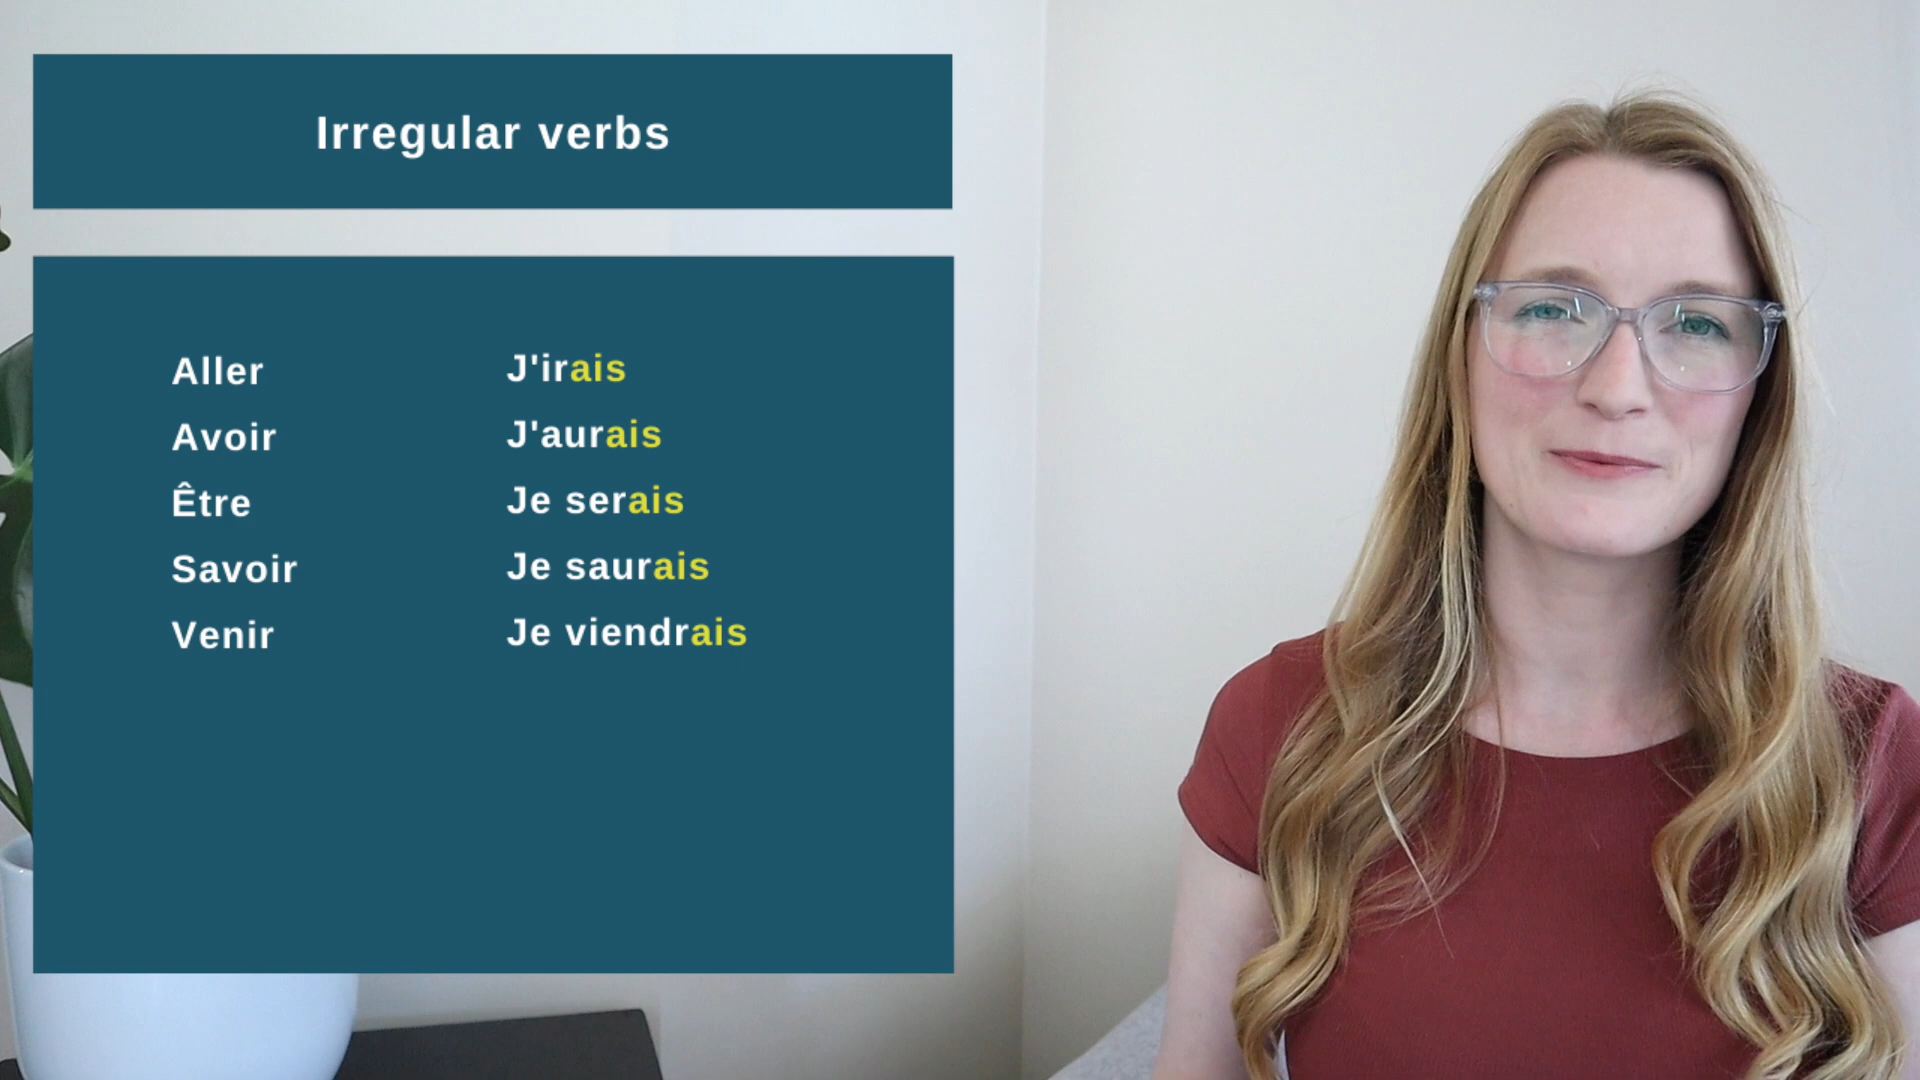 Irregular verbs
Aller J'irais
Avoir J'aurais
Être Je serais
Savoir Je saurais
Venir Je viendrais